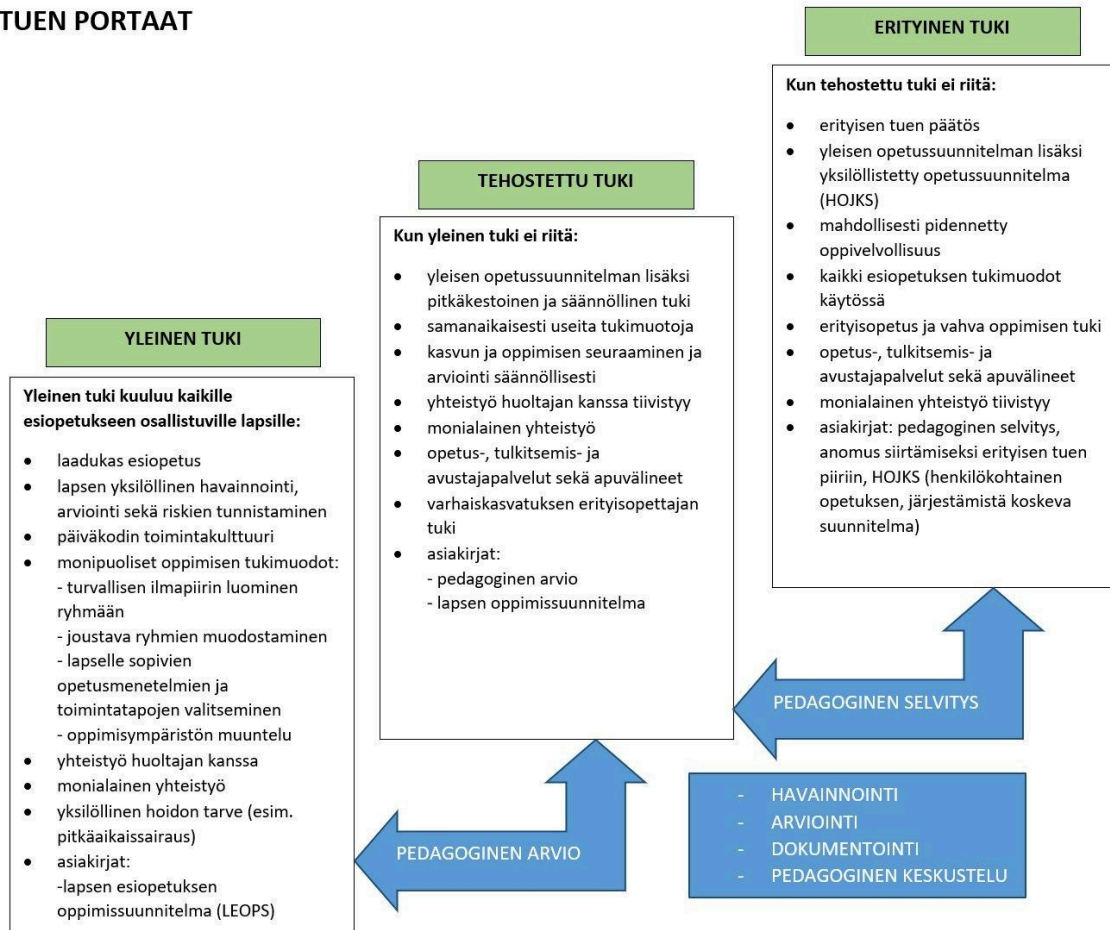 TUEN PORTAAT
ERITYINEN TUKI
Kun tehostettu tuki ei riitä:
• erityisen tuen päätös
• yleisen opetussuunnitelman lisäksi
yksilöllistetty opetussuunnitelma
(HOJKS)
• mahdollisesti pidennetty
oppivelvollisuus
• kaikki esiopetuksen tukimuodot
käytössä
• erityisopetus ja vahva oppimisen tuki
• opetus-, tulkitsemis- ja
avustajapalvelut sekä apuvälineet
• monialainen yhteistyö tiivistyy
• asiakirjat: pedagoginen selvitys,
anomus siirtämiseksi erityisen tuen
piiriin, HOJKS (henkilökohtainen
opetuksen, järjestämistä koskeva
suunnitelma)
TEHOSTETTU TUKI
Kun yleinen tuki ei riitä:
• yleisen opetussuunnitelman lisäksi
pitkäkestoinen ja säännöllinen tuki
• samanaikaisesti useita tukimuotoja
• kasvun ja oppimisen seuraaminen ja
arviointi säännöllisesti
• yhteistyö huoltajan kanssa tiivistyy
• monialainen yhteistyö
• opetus-, tulkitsemis- ja
avustajapalvelut sekä apuvälineet
• varhaiskasvatuksen erityisopettajan
tuki
• asiakirjat:
- pedagoginen arvio
- lapsen oppimissuunnitelma
YLEINEN TUKI
Yleinen tuki kuuluu kaikille
esiopetukseen osallistuville lapsille:
• laadukas esiopetus
• lapsen yksilöllinen havainnointi,
arviointi sekä riskien tunnistaminen
• päiväkodin toimintakulttuuri
• monipuoliset oppimisen tukimuodot:
- turvallisen ilmapiirin luominen
ryhmään
- joustava ryhmien muodostaminen
- lapselle sopivien
opetusmenetelmien ja
toimintatapojen valitseminen
- oppimisympäristön muuntelu
• yhteistyö huoltajan kanssa
• monialainen yhteistyö
• yksilöllinen hoidon tarve (esim.
pitkäaikaissairaus)
• asiakirjat:
-lapsen esiopetuksen
oppimissuunnitelma (LEOPS)
PEDAGOGINEN SELVITYS
PEDAGOGINEN ARVIO
- HAVAINNOINTI
- ARVIOINTI
- DOKUMENTOINTI
- PEDAGOGINEN KESKUSTELU